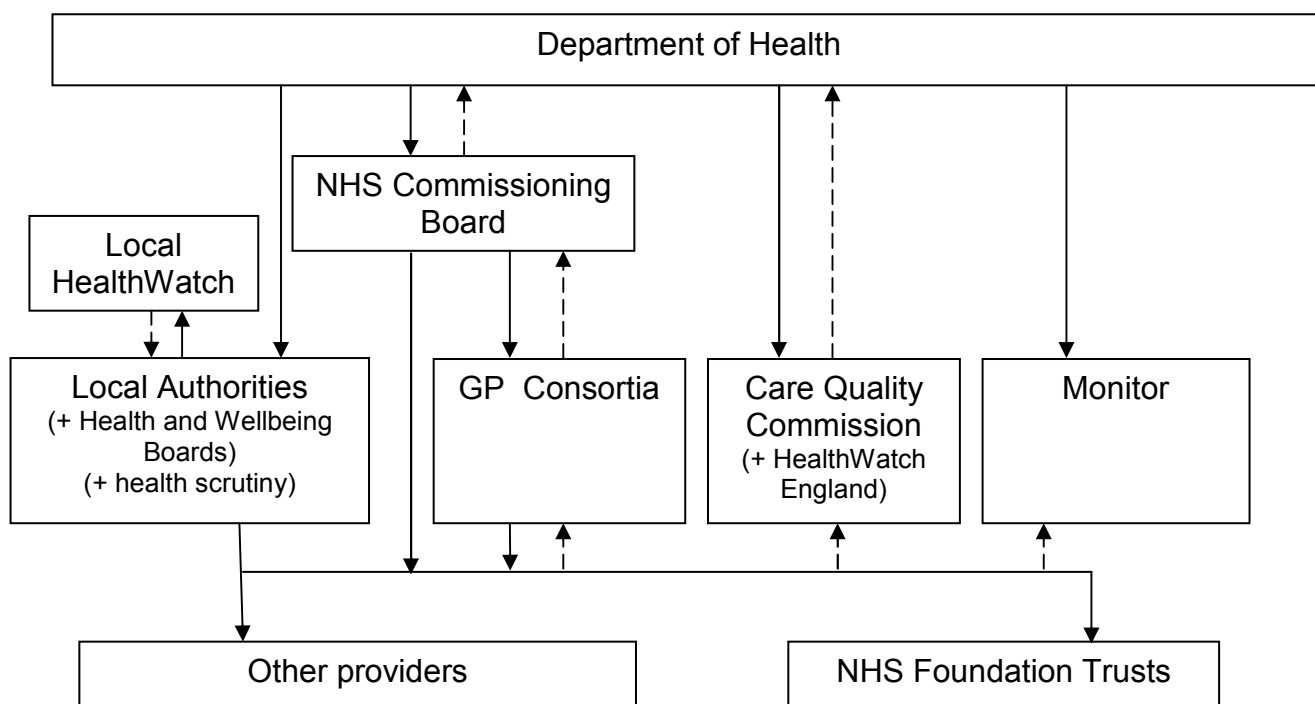 Department of Health
NHS Commissioning
Board
Local
HealthWatch
Local Authorities
(+ Health and Wellbeing
Boards)
(+ health scrutiny)
GP Consortia
Care Quality
Commission
(+ HealthWatch
England)
Monitor
Other providers
NHS Foundation Trusts